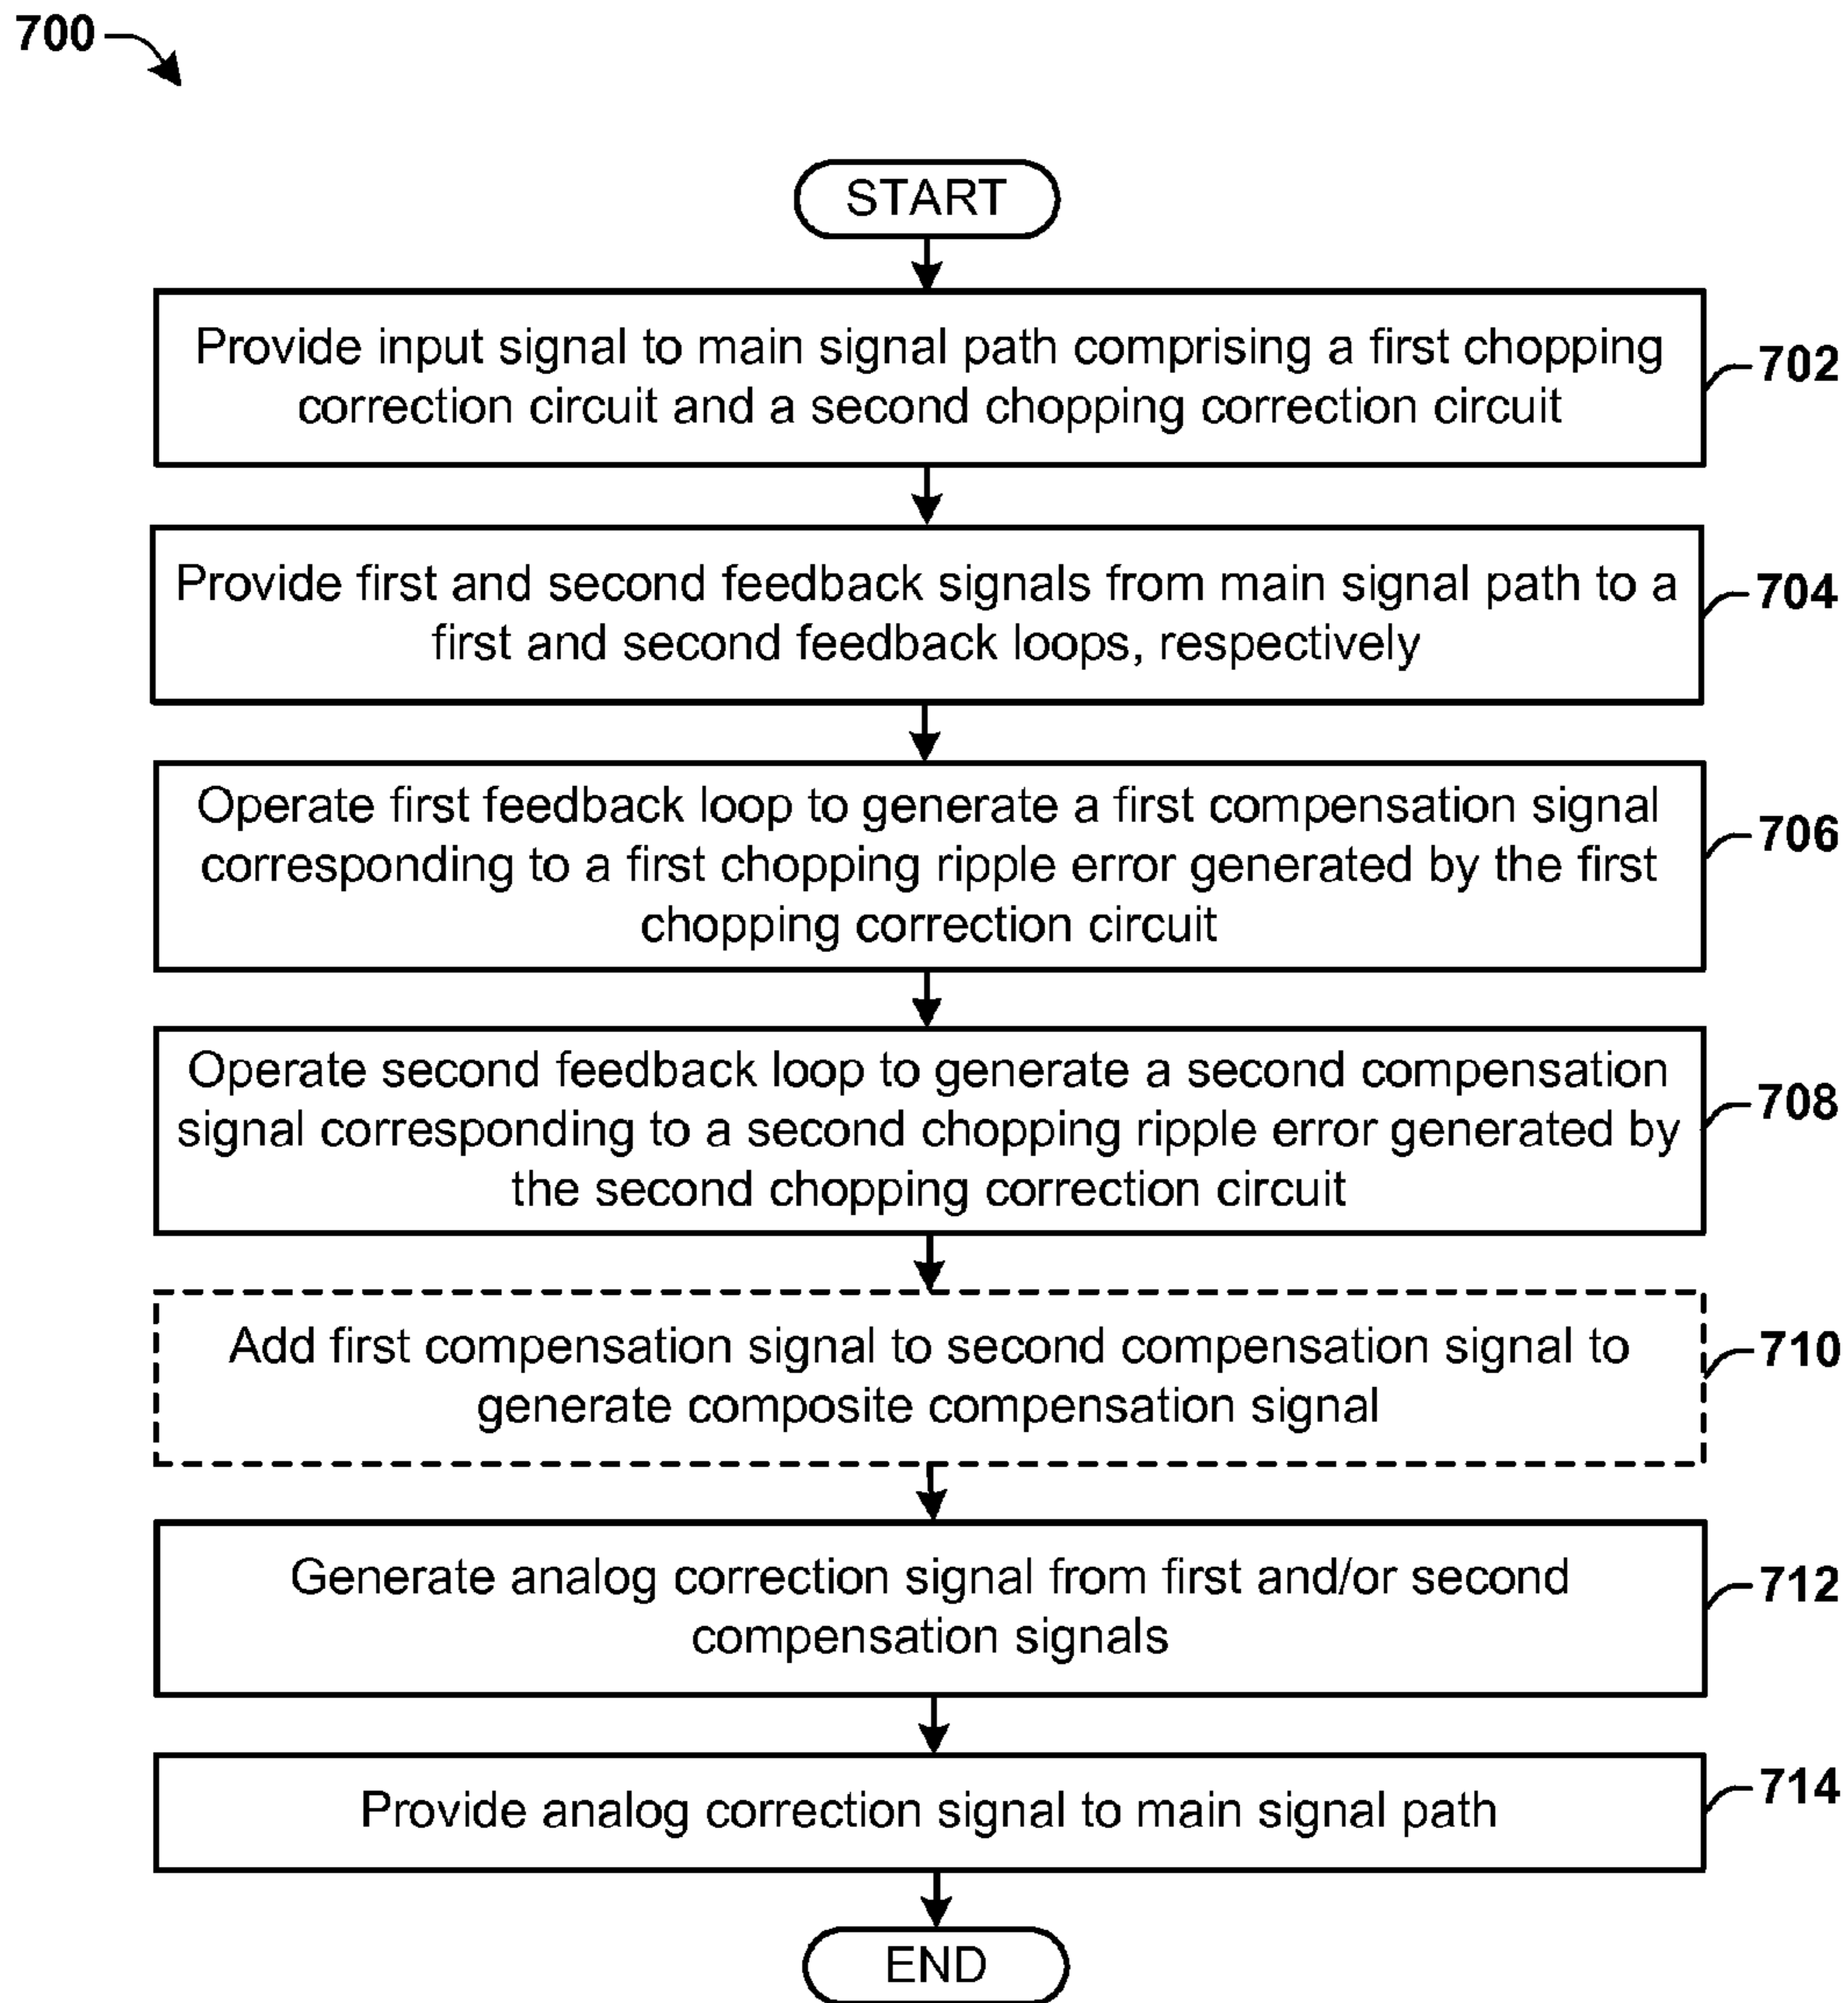 700
START
Provide input signal to main signal path comprising a first chopping
correction circuit and a second chopping correction circuit
702
Provide first and second feedback signals from main signal path to a
first and second feedback loops, respectively
704
Operate first feedback loop to generate a first compensation signal
corresponding to a first chopping ripple error generated by the first
chopping correction circuit
706
Operate second feedback loop to generate a second compensation
signal corresponding to a second chopping ripple error generated by
the second chopping correction circuit
708
Add first compensation signal to second compensation signal to
generate composite compensation signal
710
Generate analog correction signal from first and/or second
compensation signals
712
Provide analog correction signal to main signal path
714
END